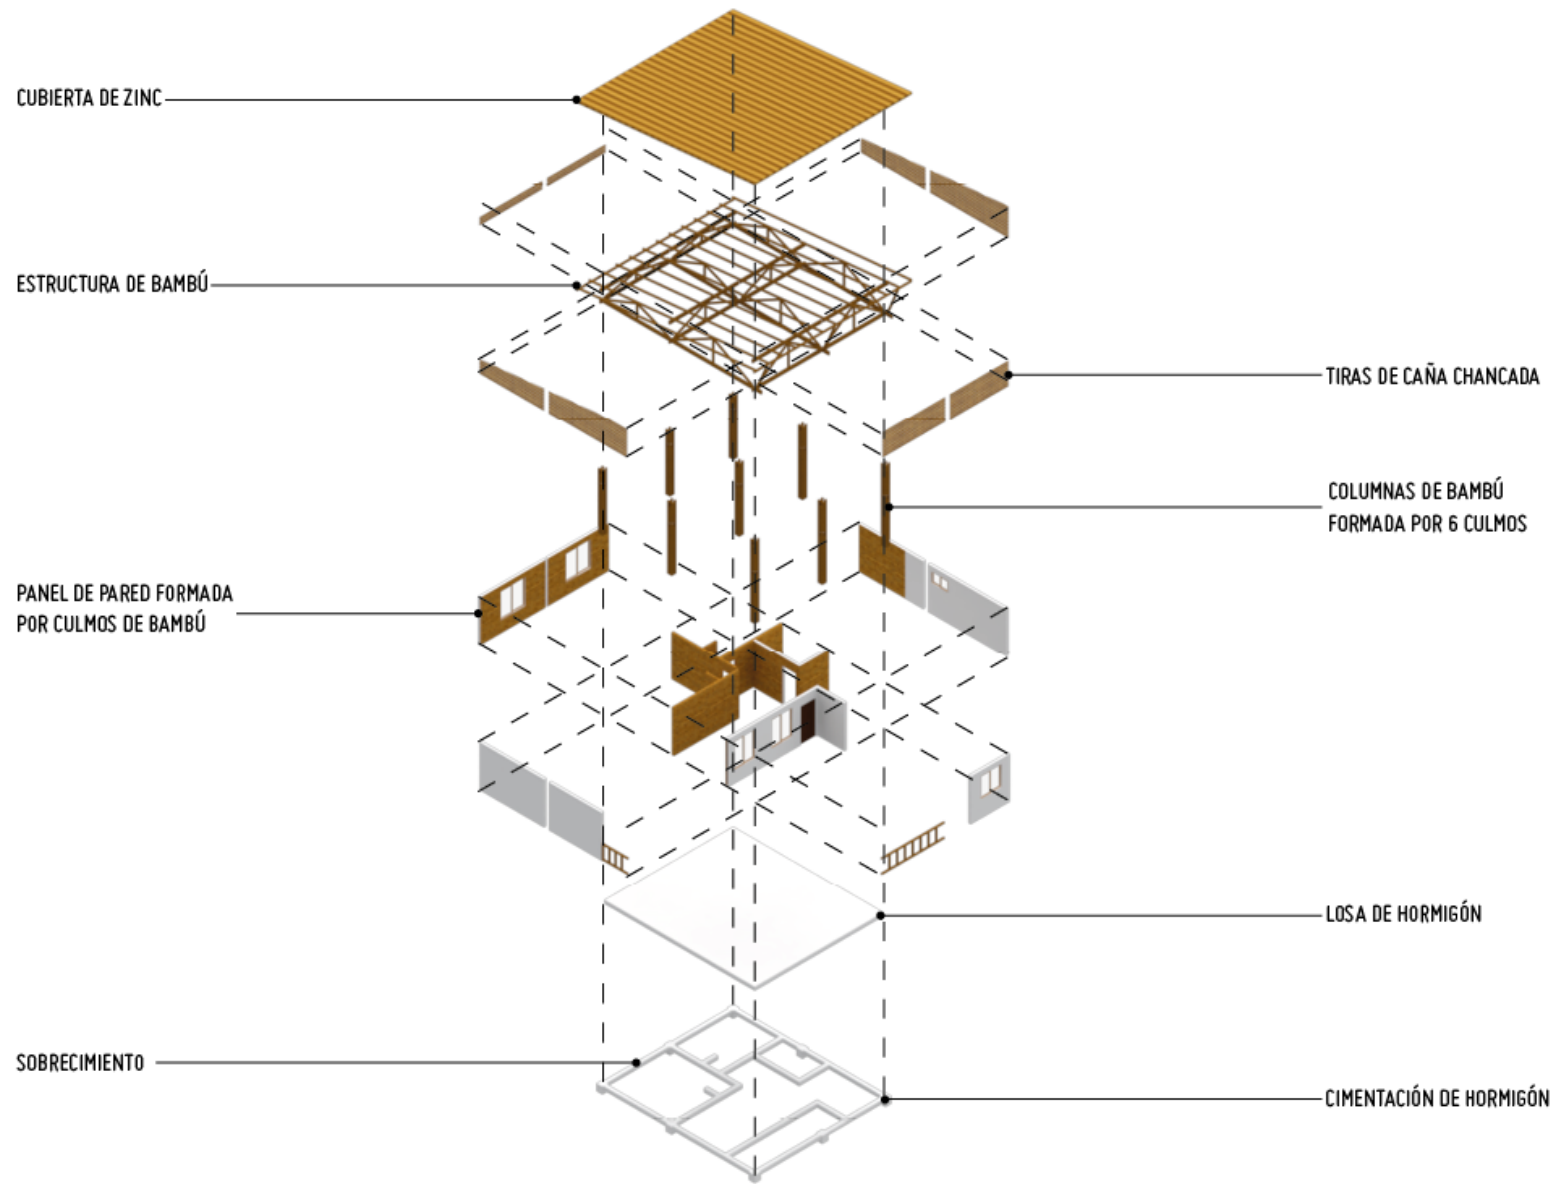 CUBIERTA DE ZINC
ESTRUCTURA DE BAMBÚ
TIRAS DE CAÑA CHANCADA
COLUMNAS DE BAMBÚ
FORMADA POR 6 CULMOS
PANEL DE PARED FORMADA
POR CULMOS DE BAMBÚ
LOSA DE HORMIGÓN
SOBRECIMIENTO
CIMENTACIÓN DE HORMIGÓN